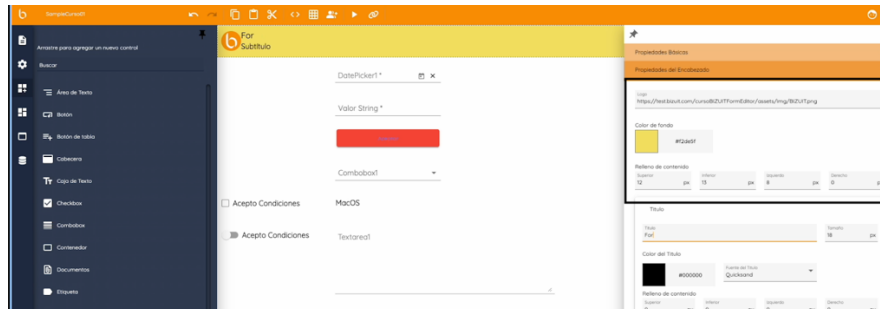 SimpleCurso01
Arrastre para agregar un nuevo control
Buscar
Área de Texto
Botón
Botón de tabla
Cabecera
Caja de Texto
Checkbox
Combobox
Contenedor
Documentos
Etiqueta
For
Subtítulo
DatePicker1 *
Valor String *
Combobox1
Acepto Condiciones
MacOS
Acepto Condiciones
Textarea1
Propiedades Básicas
Propiedades del Encabezado
Logo
https://test.bizuit.com/cursoBIZUITFormEditor/assets/img/BIZUIT.png
Color de fondo
#f2de5f
Relleno de contenido
Superior Inferior Izquierda Derecho
12 px 13 px 8 px 0 p
Título
Título Tamaño
For 18 px
Color del Título
#000000
Fuente del Título
Quicksand
Relleno de contenido
Superior Inferior Izquierda Derecho